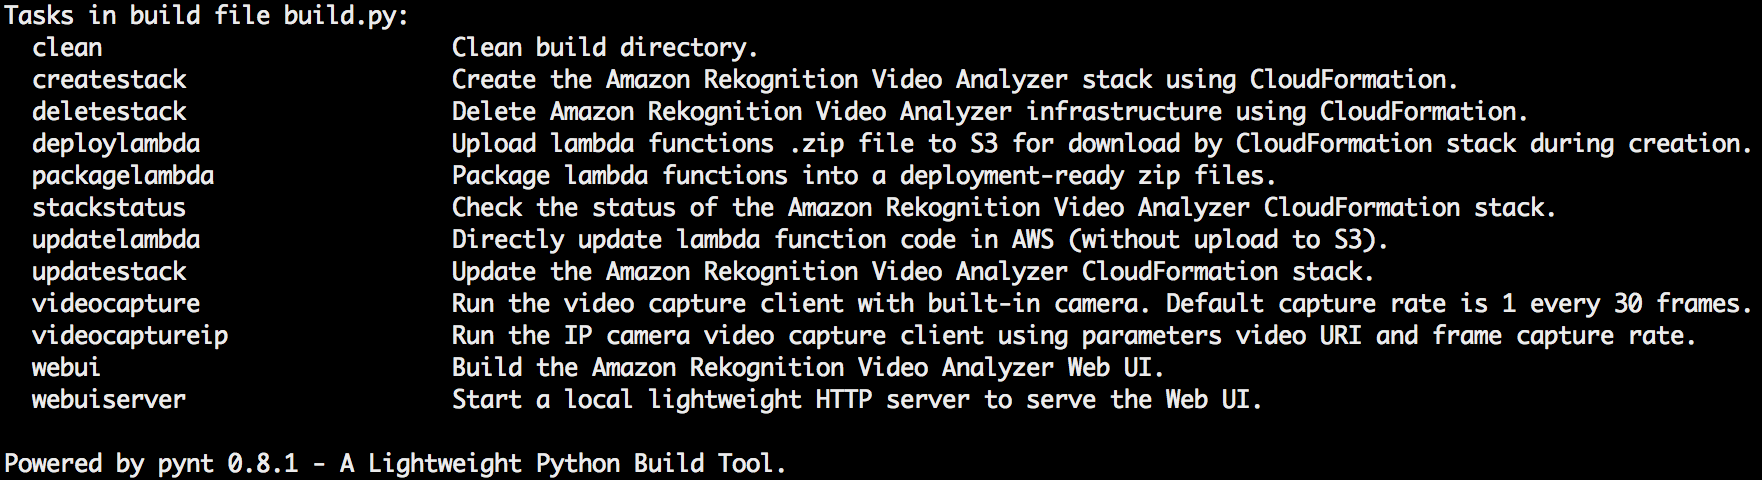 Tasks in build file build.py:
clean Clean build directory.
createstack Create the Amazon Rekognition Video Analyzer stack using CloudFormation.
deletestack Delete Amazon Rekognition Video Analyzer infrastructure using CloudFormation.
deploylambda Upload lambda functions .zip file to S3 for download by CloudFormation stack during creation.
packagelambda Package lambda functions into a deployment-ready zip files.
stackstatus Check the status of the Amazon Rekognition Video Analyzer CloudFormation stack.
updatelambda Directly update lambda function code in AWS (without upload to S3).
updatestack Update the Amazon Rekognition Video Analyzer CloudFormation stack.
videocapture Run the video capture client with built-in camera. Default capture rate is 1 every 30 frames.
videocaptureip Run the IP camera video capture client using parameters video URI and frame capture rate.
webui Build the Amazon Rekognition Video Analyzer Web UI.
webuiserver Start a local lightweight HTTP server to serve the Web UI.
Powered by pynt 0.8.1 - A Lightweight Python Build Tool.